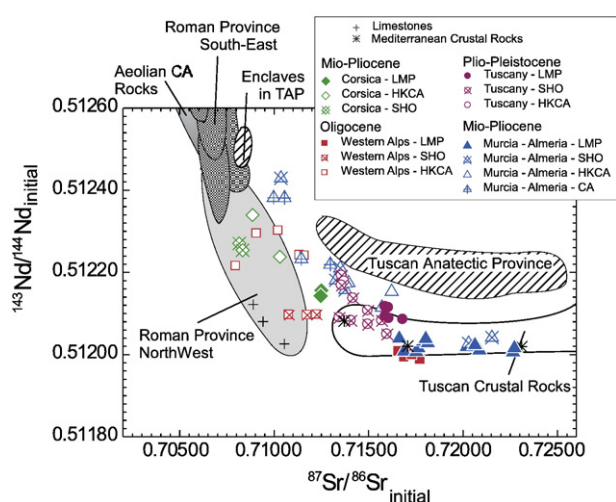 Roman Province
South-East
Aeolian CA
Rocks
Enclaves
in TAP
+ Limestones
Mediterranean Crustal Rocks
Mio-Pliocene
Corsica - LMP
Corsica - HKCA
Corsica - SHO
Oligocene
Western Alps - LMP
Western Alps - SHO
Western Alps - HKCA
Plio-Pleistocene
Tuscany - LMP
Tuscany - SHO
Tuscany - HKCA
Mio-Pliocene
Murcia - Almeria - LMP
Murcia - Almeria - SHO
Murcia - Almeria - HKCA
Murcia - Almeria - CA
0.51260
0.51240
0.51220
0.51200
0.51180
143Nd/144Nd initial
Tuscan Anatectic Province
Roman Province
NorthWest
Tuscan Crustal Rocks
0.70500 0.71000 0.71500 0.72000 0.72500
87Sr/86Sr initial